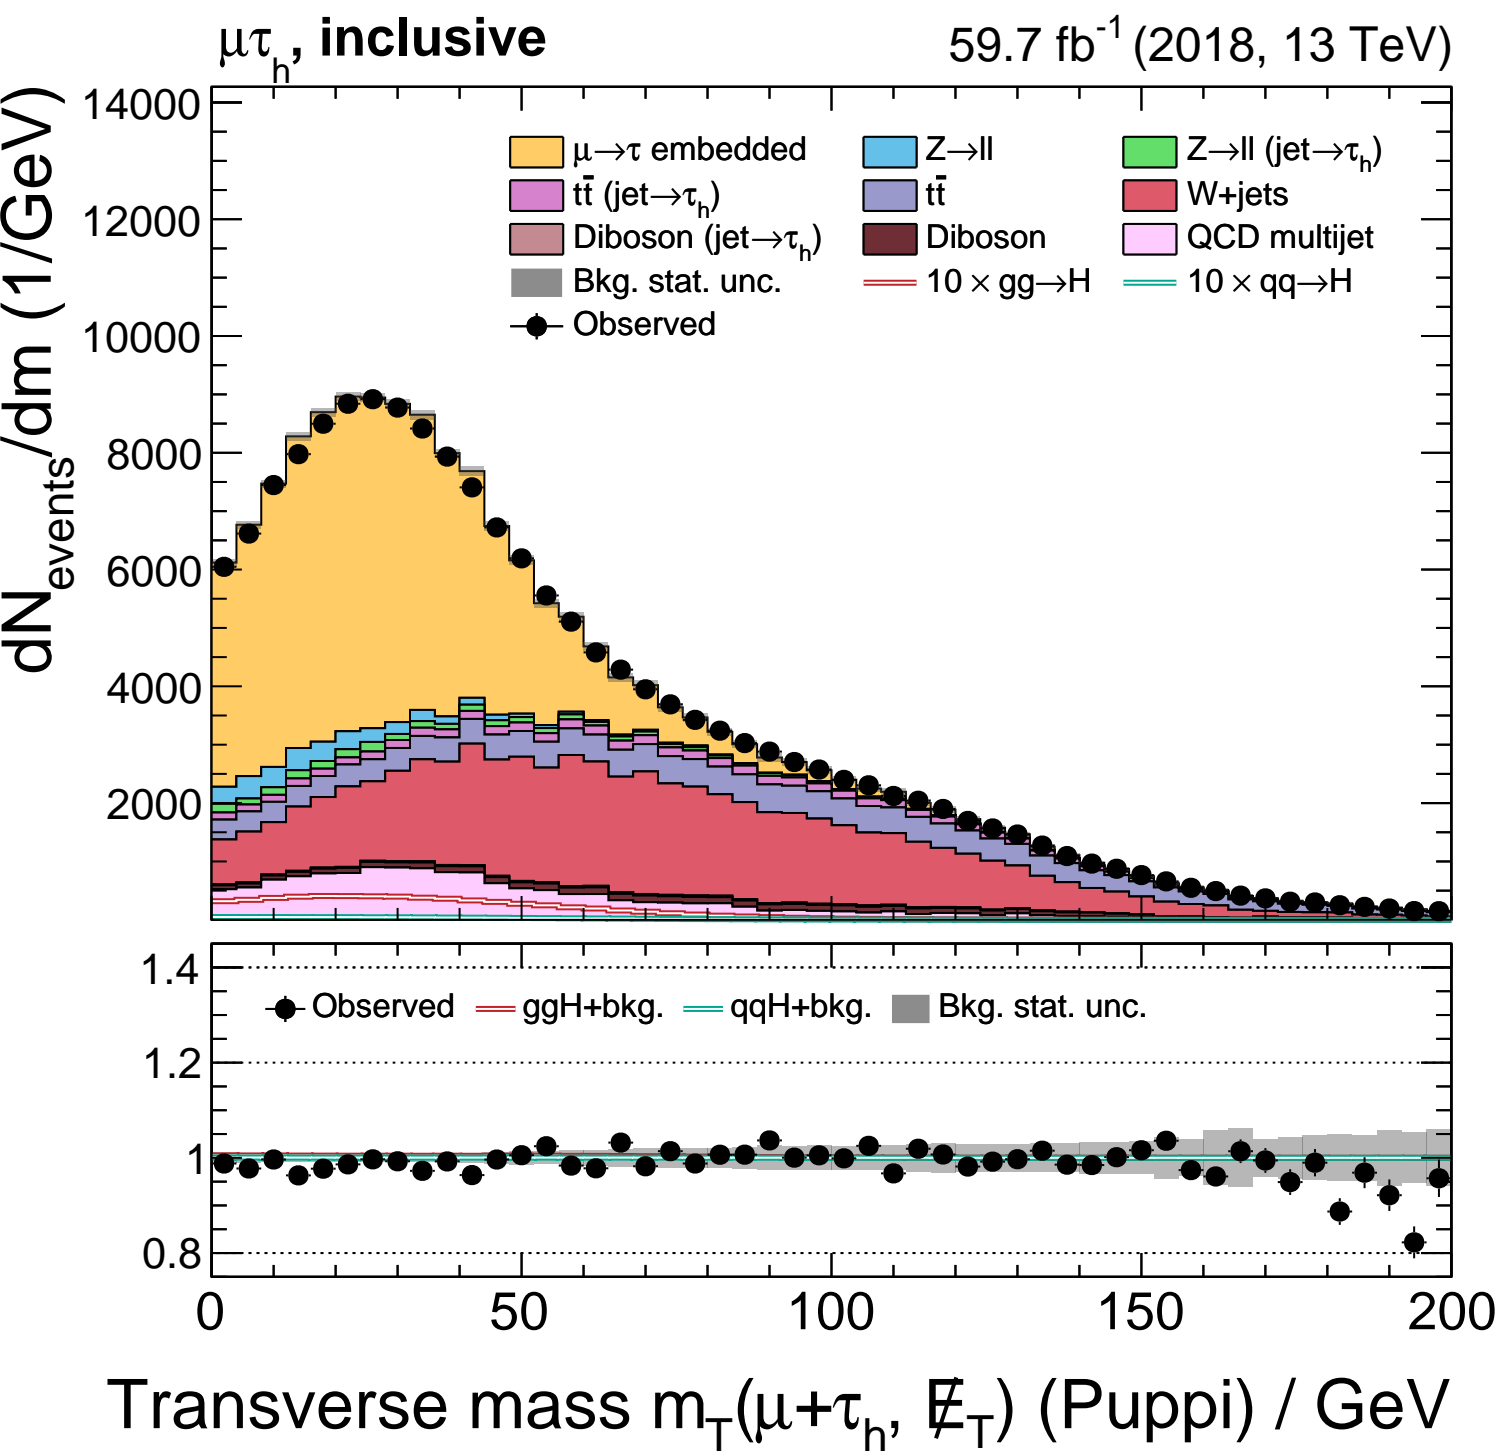 μτh, inclusive 59.7 fb-1 (2018, 13 TeV)
dNevents/dm (1/GeV)
14000
12000
10000
8000
6000
4000
2000
μ→τ embedded Z→ll Z→ll (jet→τh)
tt̄ (jet→τh) tt̄ W+jets
Diboson (jet→τh) Diboson QCD multijet
Bkg. stat. unc. 10 × gg→H 10 × qq→H
Observed
1.4
1.2
1
0.8
Observed ggH+bkg. qqH+bkg. Bkg. stat. unc.
0 50 100 150 200
Transverse mass mT(μ+τh, E̸T) (Puppi) / GeV